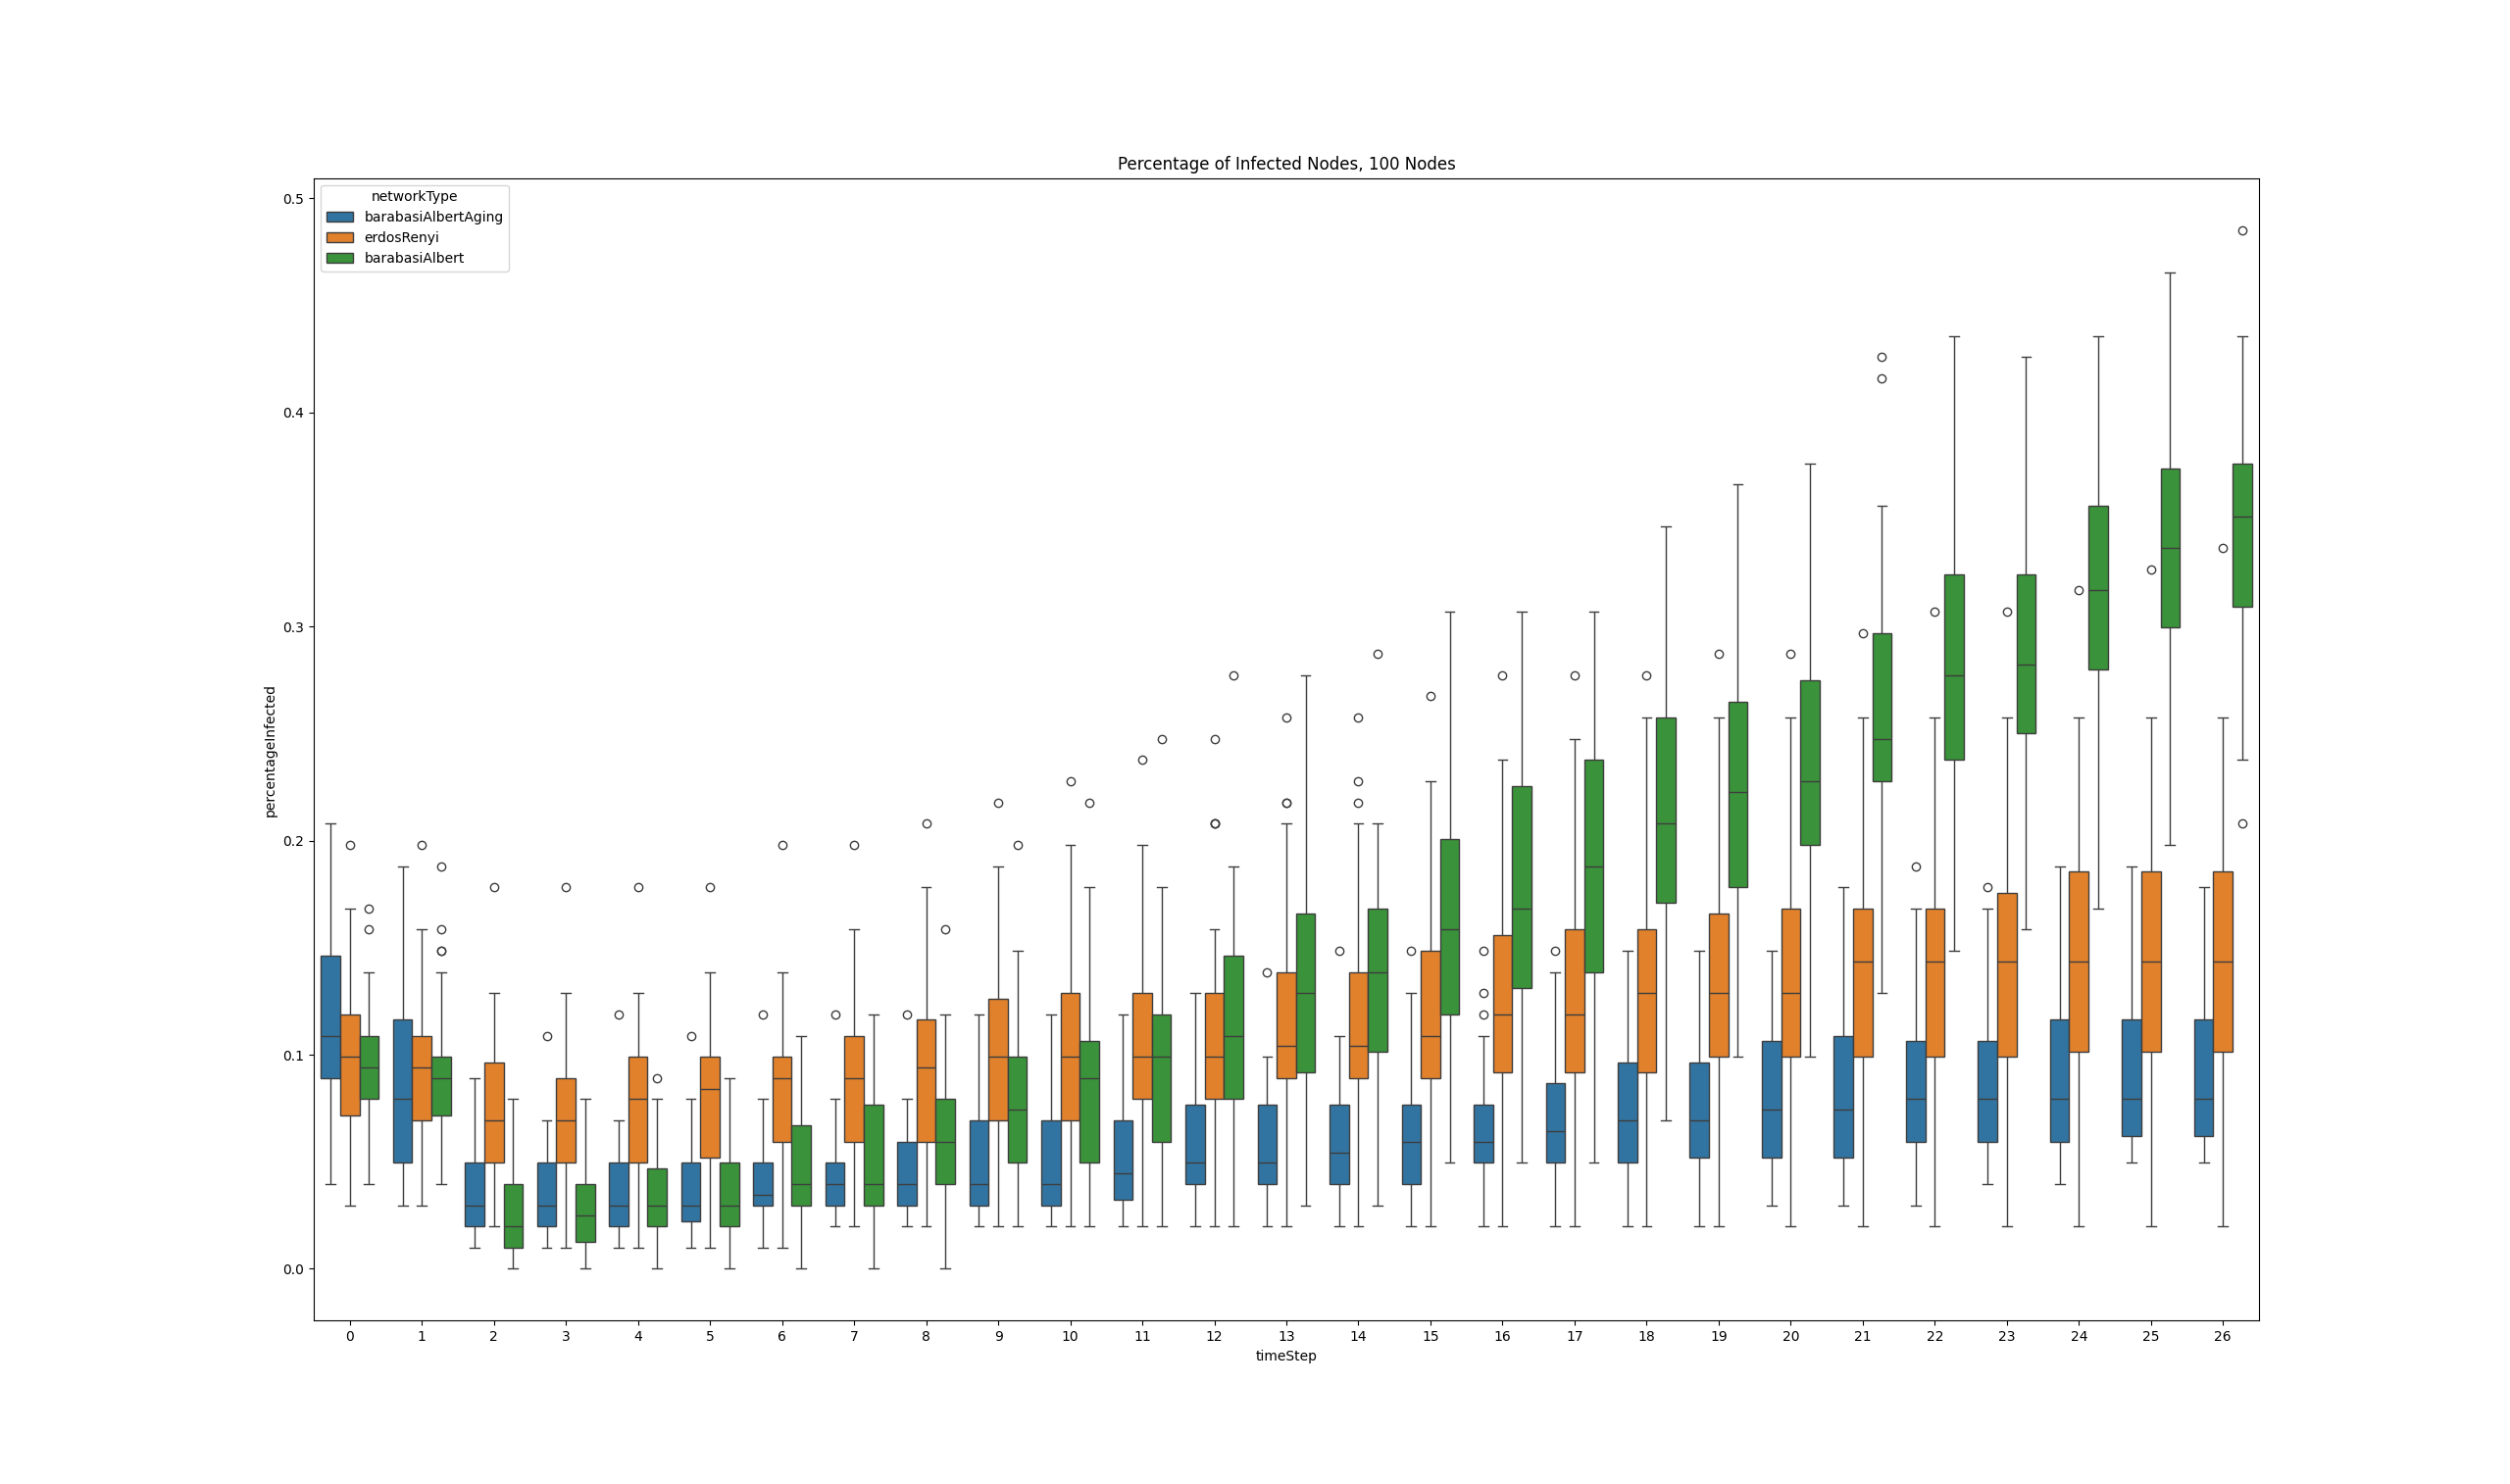 Percentage of Infected Nodes, 100 Nodes
networkType
barabasiAlbertAging
erdosRenyi
barabasiAlbert
percentageInfected
0.5
0.4
0.3
0.2
0.1
0.0
0 1 2 3 4 5 6 7 8 9 10 11 12 13 14 15 16 17 18 19 20 21 22 23 24 25 26
timeStep